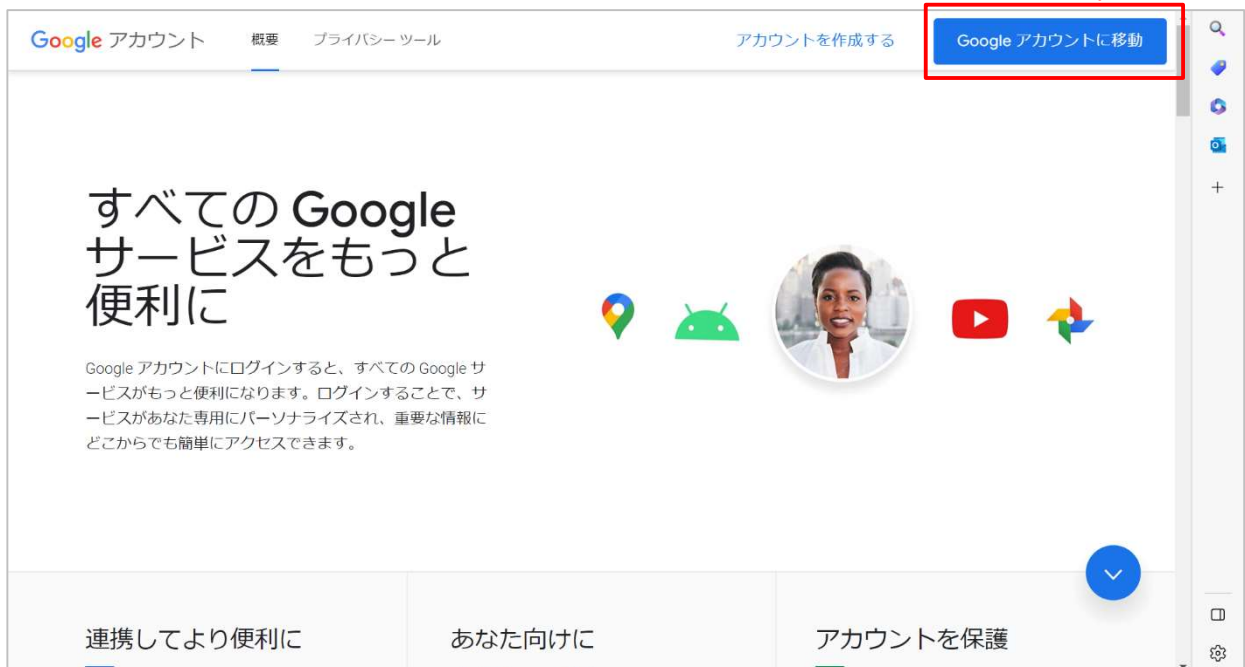 Google アカウント 概要 プライバシー ツール アカウントを作成する Google アカウントに移動
すべての Google
サービスをもっと
便利に
Google アカウントにログインすると、すべての Google サ
ービスがもっと便利になります。ログインすることで、サ
ービスがあなた専用にパーソナライズされ、重要な情報に
どこからでも簡単にアクセスできます。
連携してより便利に あなた向けに アカウントを保護